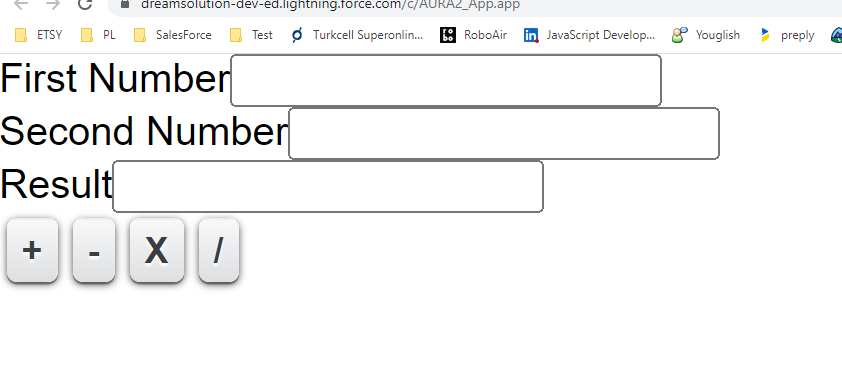 dreamsolution-dev-ed.lightning.force.com/c/AURA2_App.app
ETSY PL SalesForce Test Turkcell Superonlin... RoboAir JavaScript Develop... Youglish preply
First Number
Second Number
Result
+ - X /